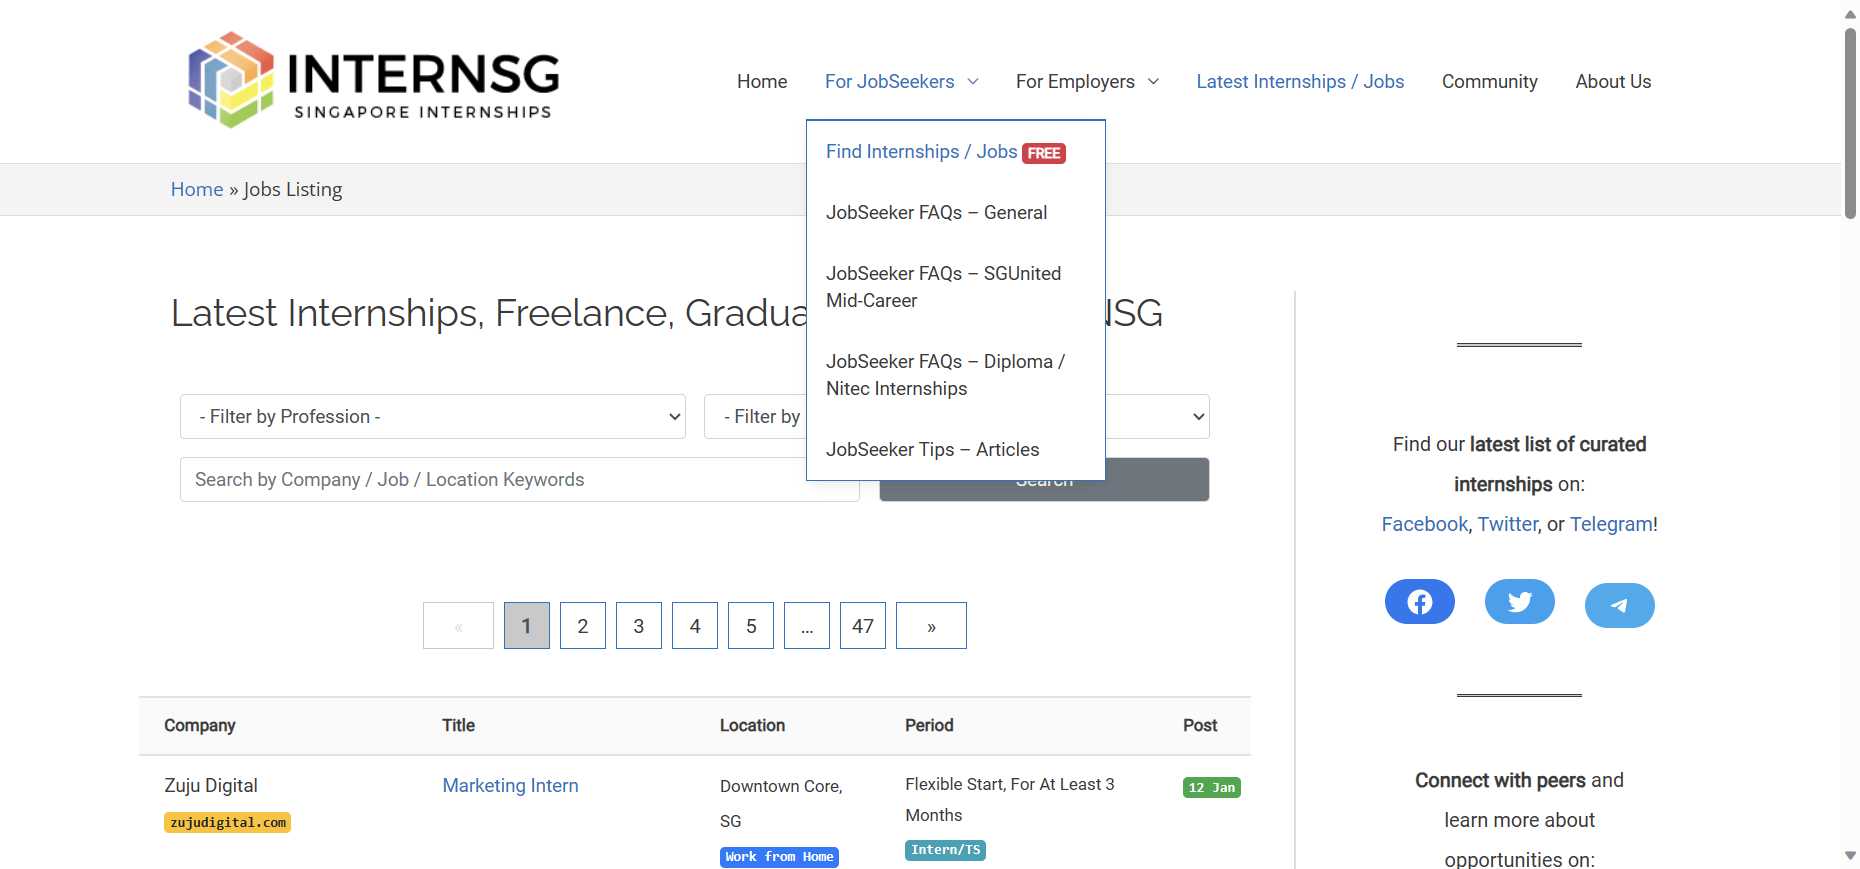 INTERNSG
SINGAPORE INTERNSHIPS
Home
For JobSeekers
For Employers
Latest Internships / Jobs
Community
About Us
Find Internships / Jobs FREE
JobSeeker FAQs – General
JobSeeker FAQs – SGUnited
Mid-Career
JobSeeker FAQs – Diploma /
Nitec Internships
JobSeeker Tips – Articles
Home » Jobs Listing
Latest Internships, Freelance,
- Filter by Profession -
- Filter by
Search by Company / Job / Location Keywords
Search
«
1
2
3
4
5
...
47
»
Company
Title
Location
Period
Post
Zuju Digital
zujudigital.com
Marketing Intern
Downtown Core,
SG
Work from Home
Flexible Start, For At Least 3
Months
Intern/TS
12 Jan
Find our latest list of curated
internships on:
Facebook, Twitter, or Telegram!
Connect with peers and
learn more about
opportunities on: